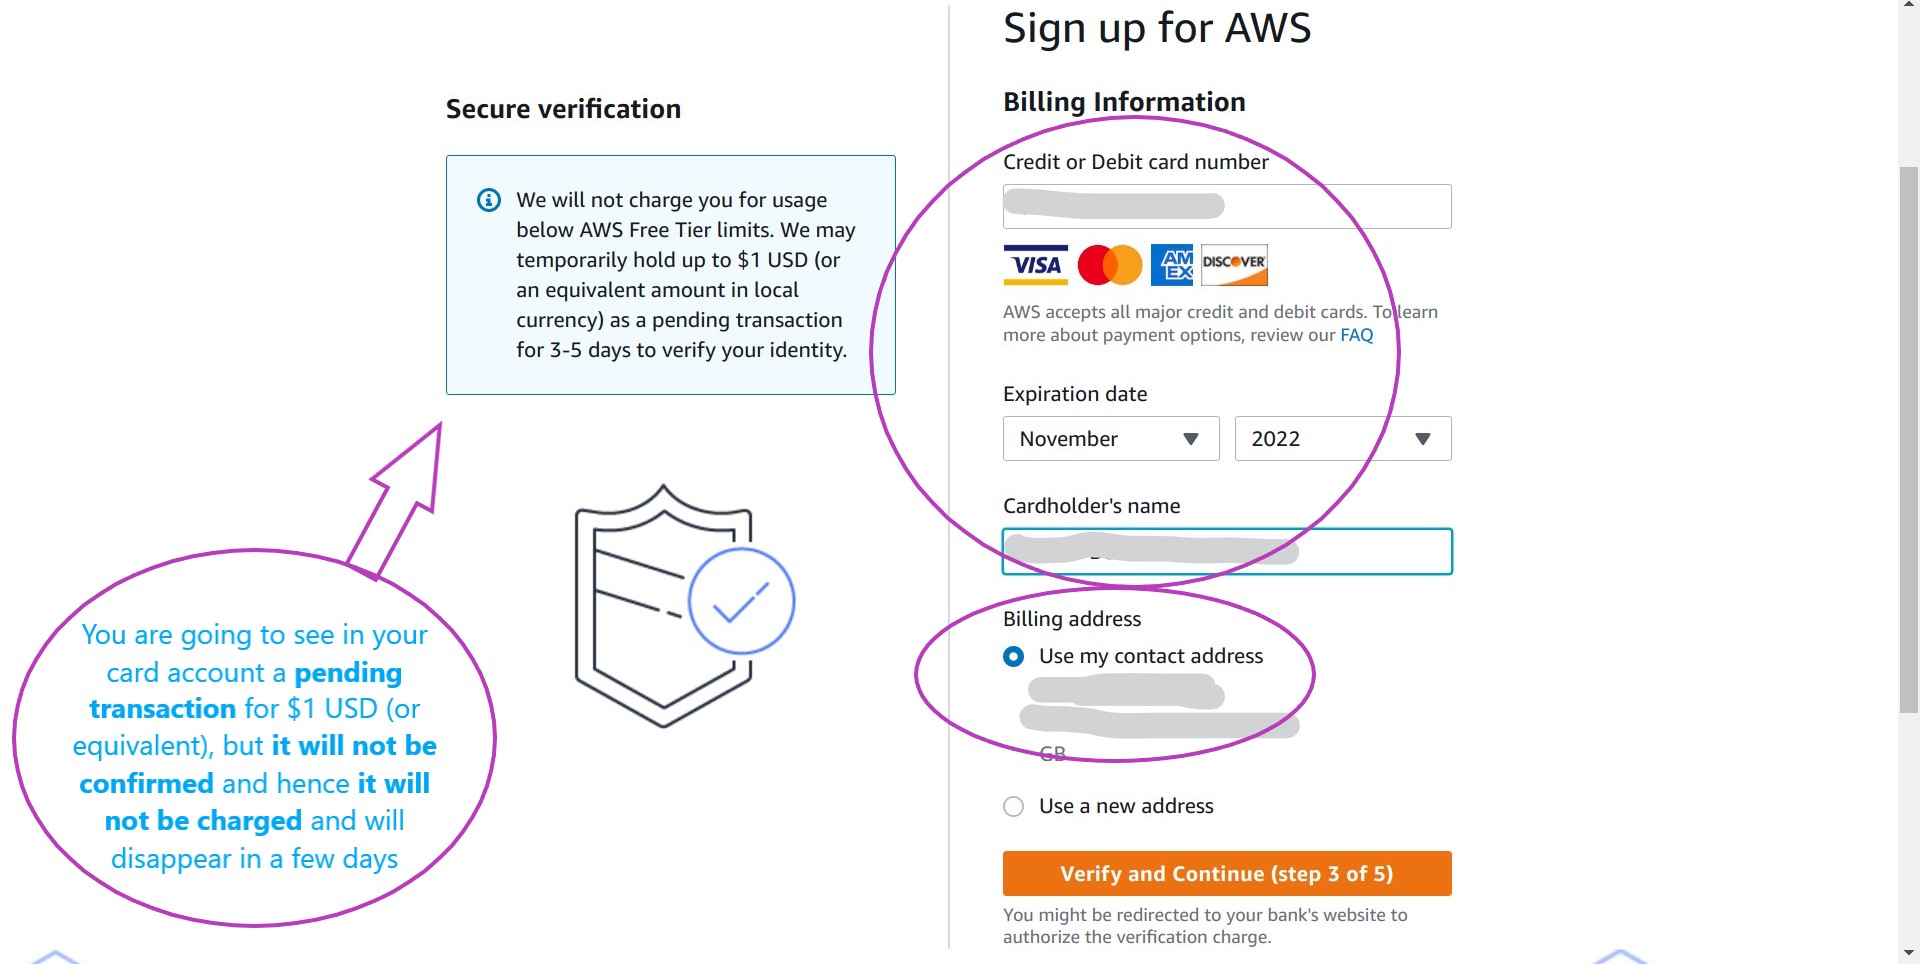 Sign up for AWS
Secure verification
We will not charge you for usage
below AWS Free Tier limits. We may
temporarily hold up to $1 USD (or
an equivalent amount in local
currency) as a pending transaction
for 3-5 days to verify your identity.
You are going to see in your
card account a pending
transaction for $1 USD (or
equivalent), but it will not be
confirmed and hence it will
not be charged and will
disappear in a few days
Billing Information
Credit or Debit card number
VISA
AM
EX
DISCOVER
AWS accepts all major credit and debit cards. To learn
more about payment options, review our FAQ
Expiration date
November 2022
Cardholder's name
Billing address
Use my contact address
GB
Use a new address
Verify and Continue (step 3 of 5)
You might be redirected to your bank's website to
authorize the verification charge.